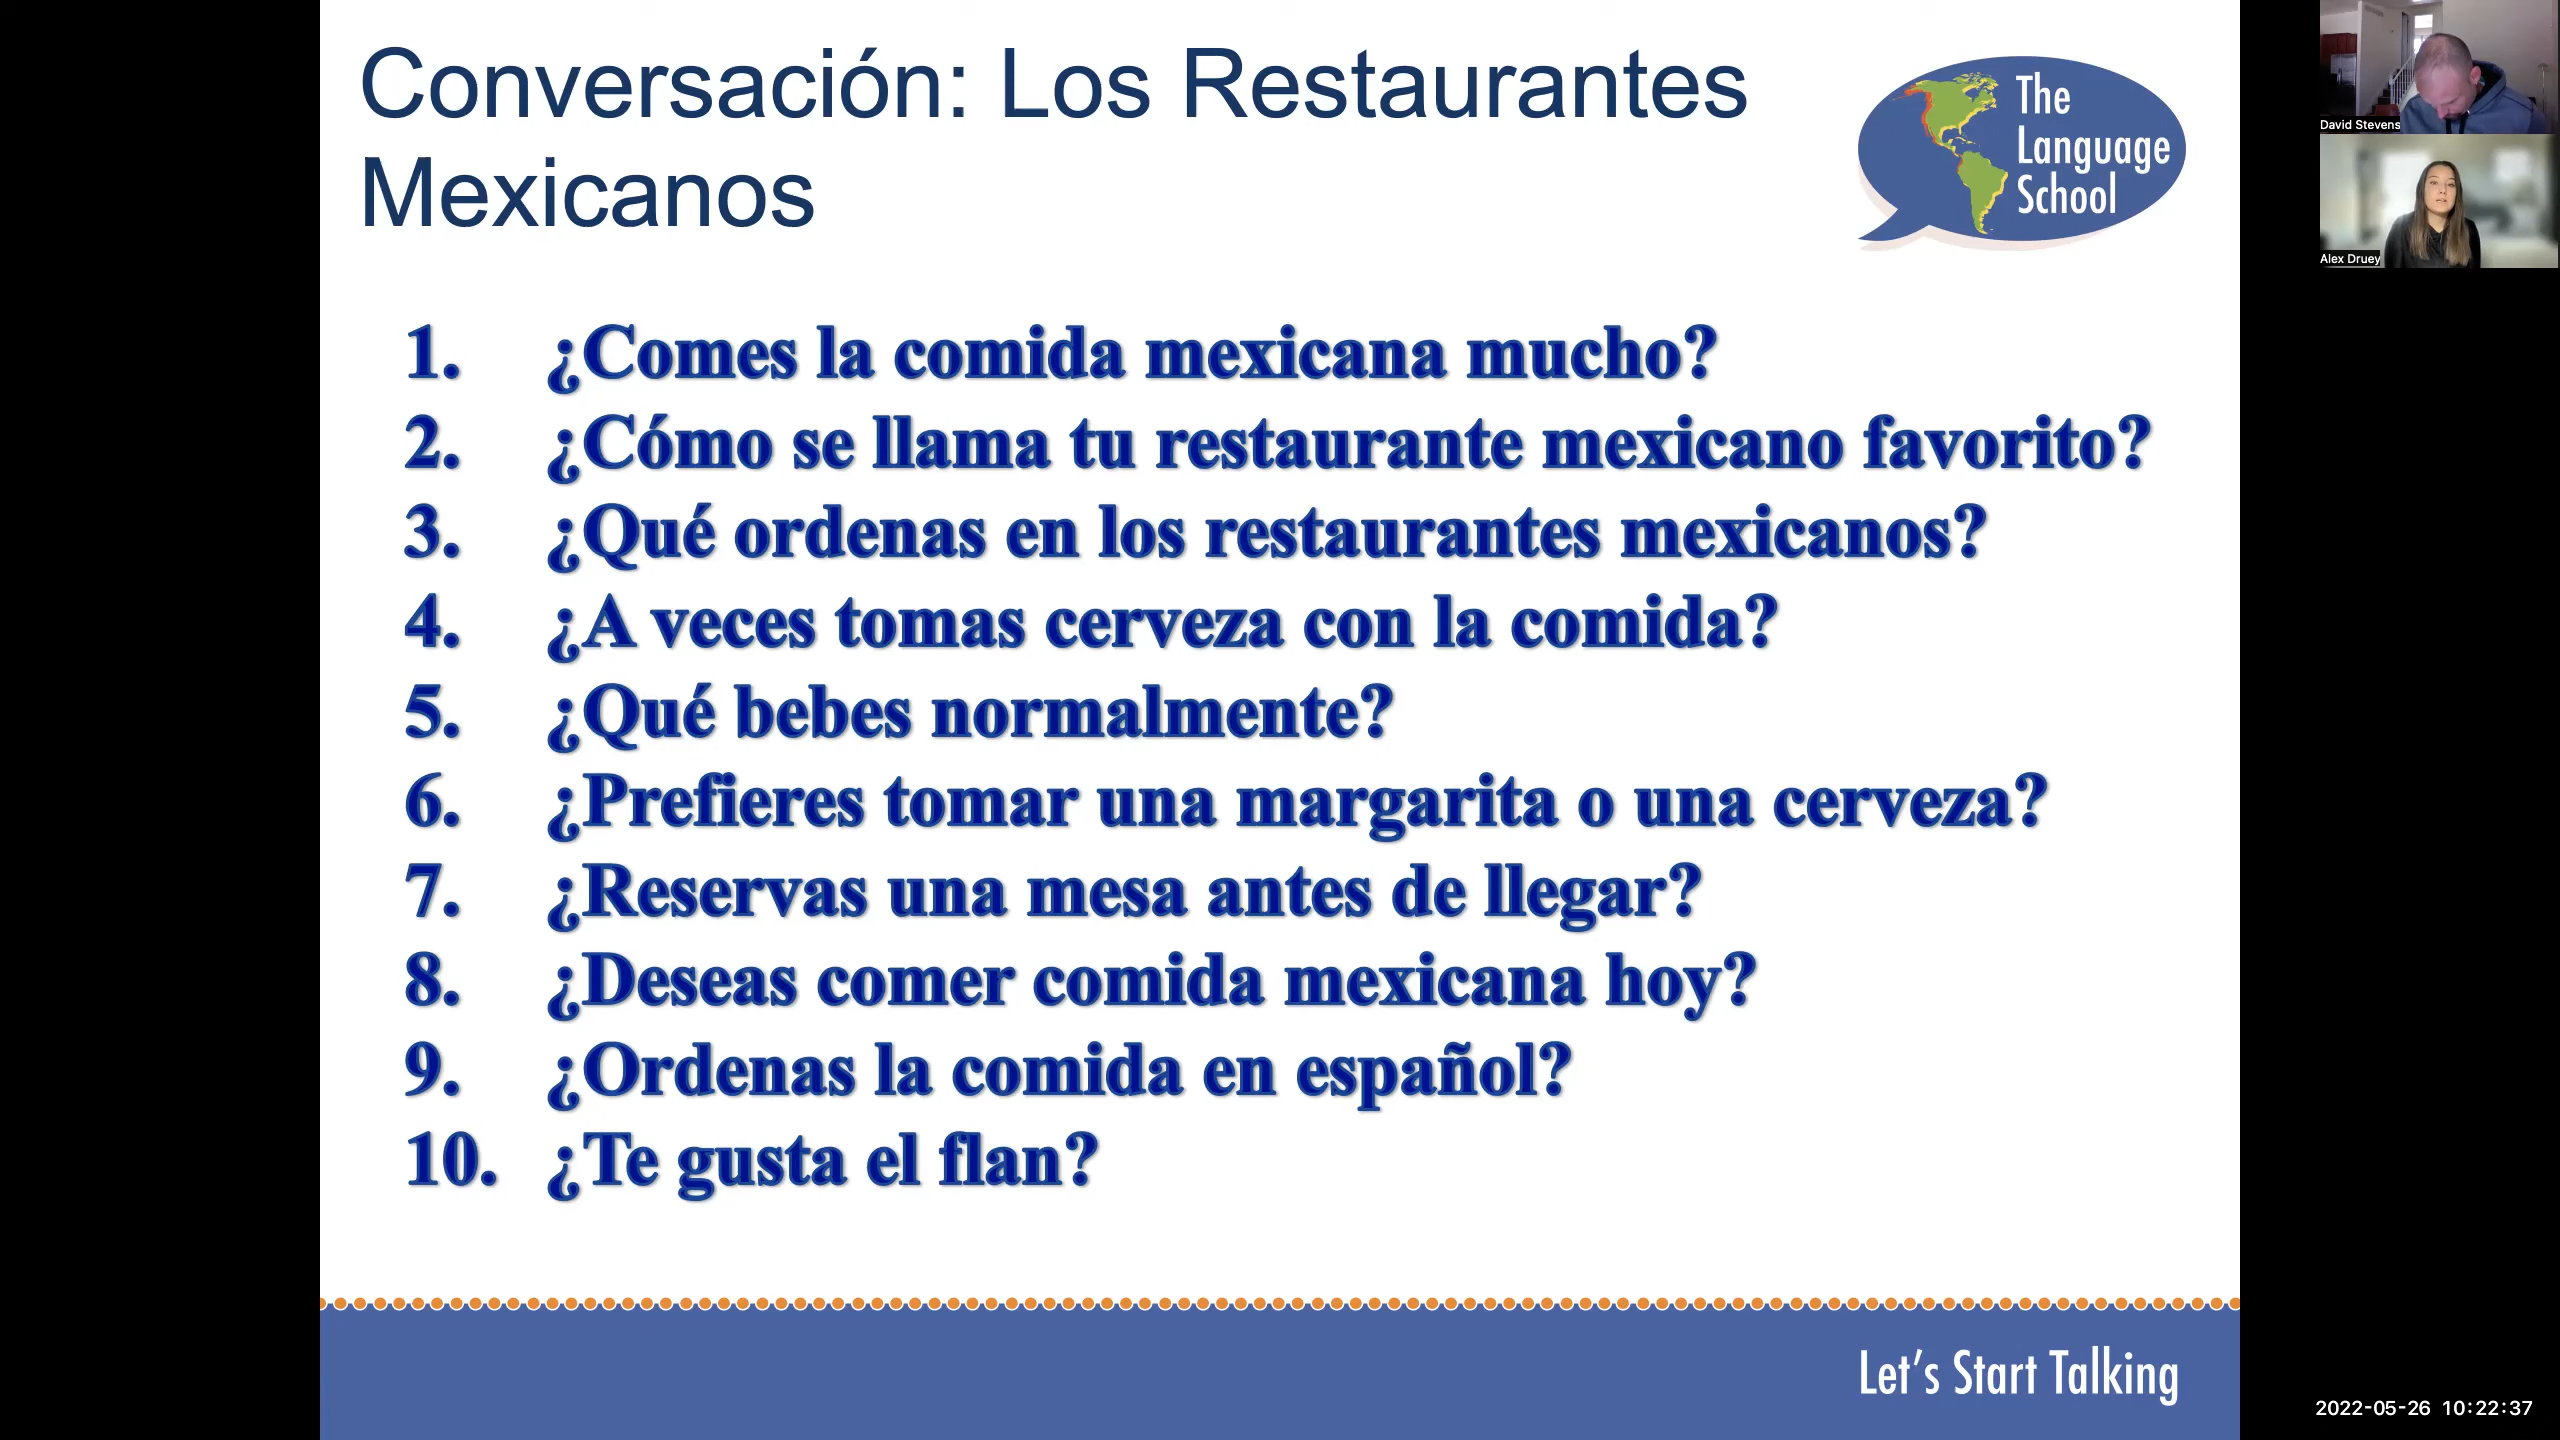 Conversación: Los Restaurantes
Mexicanos
The
Language
School
1. ¿Comes la comida mexicana mucho?
2. ¿Cómo se llama tu restaurante mexicano favorito?
3. ¿Qué ordenas en los restaurantes mexicanos?
4. ¿A veces tomas cerveza con la comida?
5. ¿Qué bebes normalmente?
6. ¿Prefieres tomar una margarita o una cerveza?
7. ¿Reservas una mesa antes de llegar?
8. ¿Deseas comer comida mexicana hoy?
9. ¿Ordenas la comida en español?
10. ¿Te gusta el flan?
Let's Start Talking
David Stevens
Alex Druey
2022-05-26 10:22:37